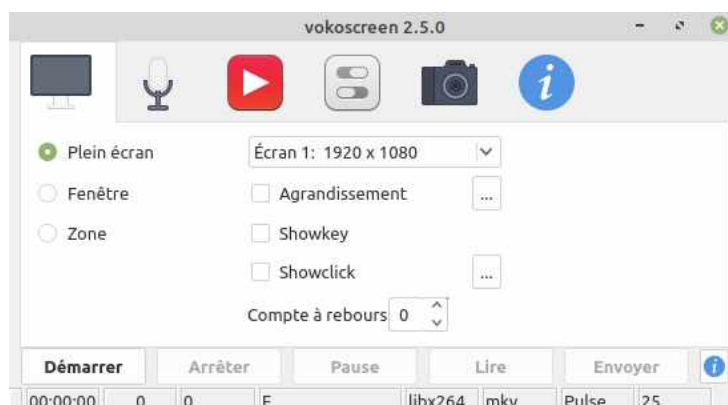 vokoscreen 2.5.0
Plein écran
Écran 1: 1920 x 1080
Fenêtre
Agrandissement
...
Zone
Showkey
Showclick
...
Compte à rebours 0
Démarrer Arrêter Pause Lire Envoyer
00:00:00 0 0 F libx264 mkv Pulse 25